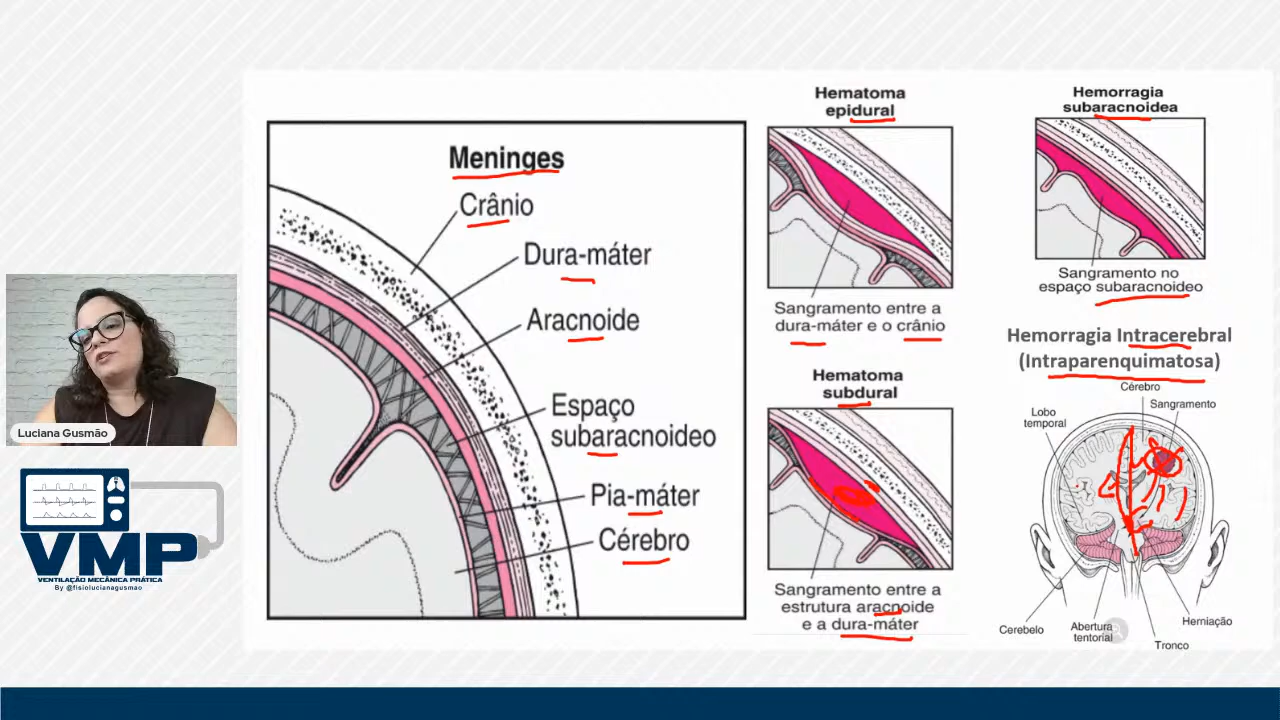 Meninges
Crânio
Dura-máter
Aracnoide
Espaço
subaracnoideo
Pia-máter
Cérebro
Hematoma
epidural
Sangramento entre a
dura-máter e o crânio
Hematoma
subdural
Sangramento entre a
estrutura aracnoide
e a dura-máter
Hemorragia
subaracnoidea
Sangramento no
espaço subaracnoideo
Hemorragia Intracerebral
(Intraparenquimatosa)
Cérebro
Sangramento
Lobo
temporal
Cerebelo
Abertura
tentorial
Herniação
Tronco
Luciana Gusmão
VMP
VENTILAÇÃO MECÂNICA PRÁTICA
By @fisiolucianagusmao